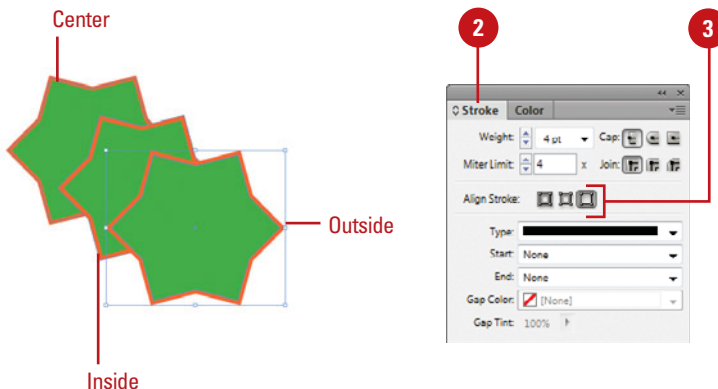 Center
Outside
Inside
2
3
Stroke Color
Weight: 4 pt Cap:
Miter Limit: 4 x Join:
Align Stroke:
Type:
Start: None
End: None
Gap Color: [None]
Gap Tint: 100%